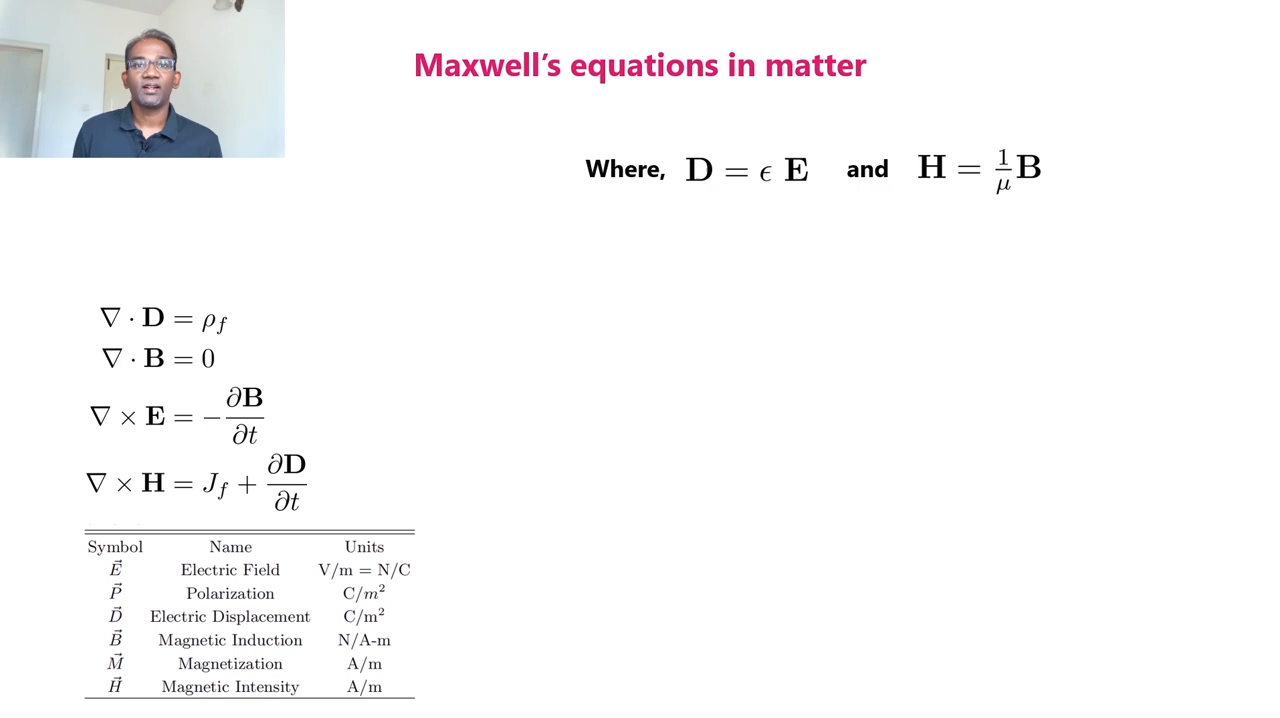 Maxwell’s equations in matter
Where, D = ϵ E and H = 1/μ B
∇ · D = ρ_f
∇ · B = 0
∇ × E = −∂B/∂t
∇ × H = J_f + ∂D/∂t
Symbol Name Units
E⃗ Electric Field V/m = N/C
P⃗ Polarization C/m²
D⃗ Electric Displacement C/m²
B⃗ Magnetic Induction N/A-m
M⃗ Magnetization A/m
H⃗ Magnetic Intensity A/m